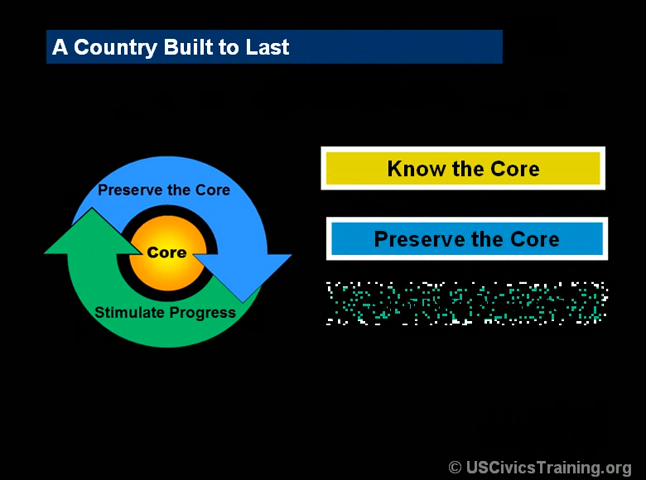 A Country Built to Last
Preserve the Core
Core
Stimulate Progress
Know the Core
Preserve the Core
© USCivicsTraining.org